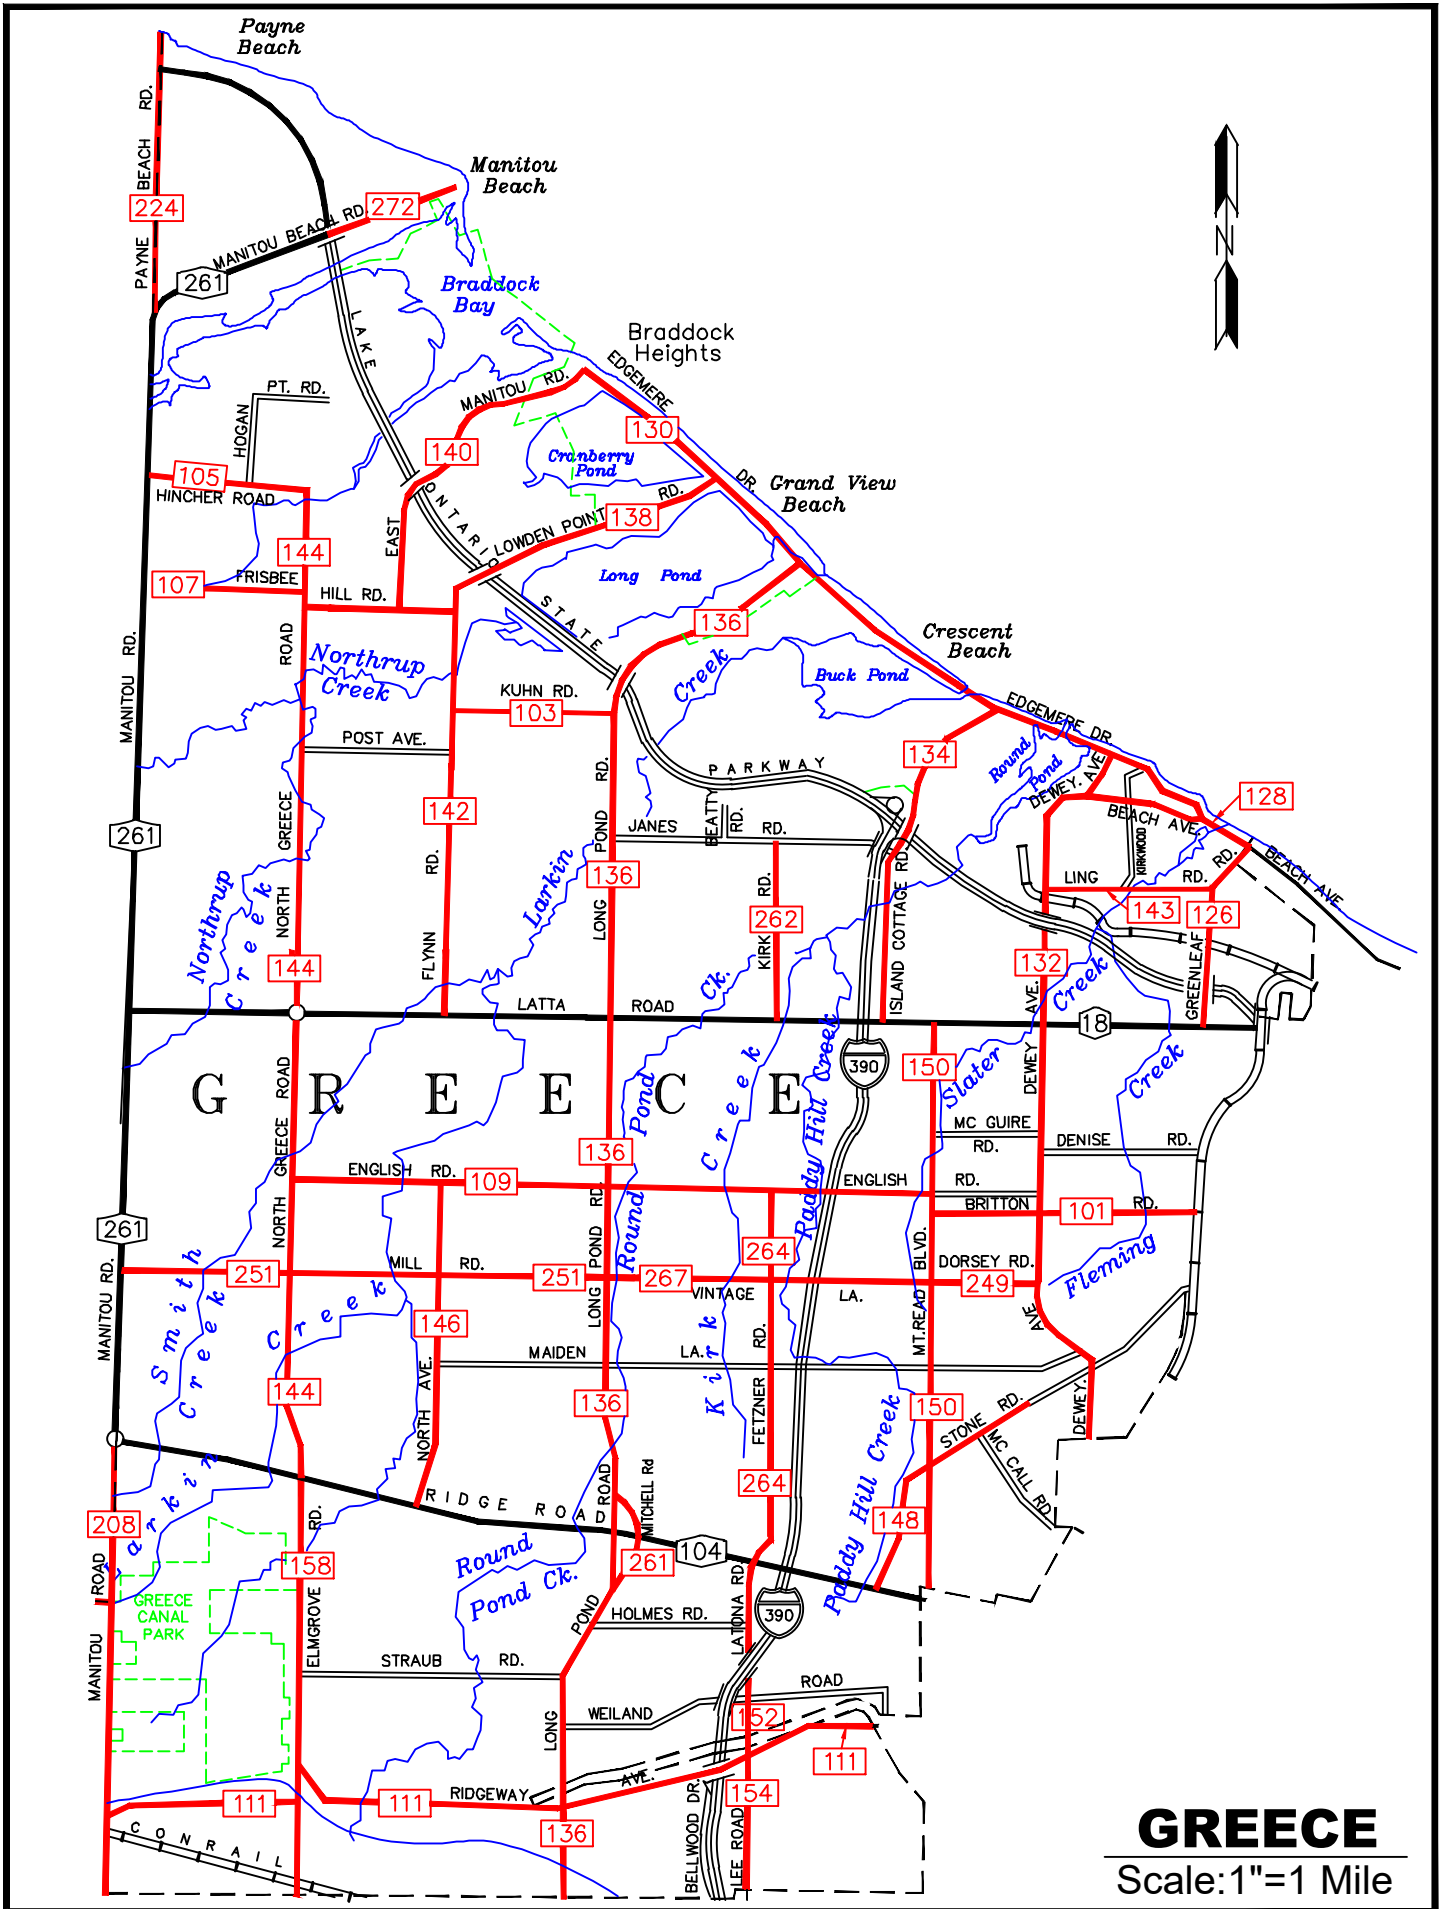 Payne
Beach
PAYNE BEACH RD.
224
Manitou
Beach
272
MANITOU BEACH RD.
261
Braddock
Bay
Braddock
Heights
LAKE ONTARIO STATE PARKWAY
EDGEMERE DR.
PT. RD.
HOGAN
MANITOU RD.
130
140
Cranberry
Pond
105
HINCHER ROAD
Grand View
Beach
LOWDEN POINT RD.
138
EAST
144
107
FRISBEE
HILL RD.
Long Pond
136
MANITOU RD.
Northrup
Creek
Crescent
Beach
Creek
Buck Pond
KUHN RD.
103
POST AVE.
EDGEMERE DR.
134
Round
Pond
DEWEY. AVE
128
BEACH AVE.
BEACH AVE
KIRKWOOD
142
261
NORTH GREECE ROAD
JANES RD.
BEATTY
RD.
136
Larkin
Northrup
Creek
LING RD.
143
126
KIRK RD.
262
ISLAND COTTAGE RD.
FLYNN RD.
LONG POND RD.
144
132
Creek
GREENLEAF
Ck.
LATTA ROAD
18
390
150
Slater
DEWEY AVE.
Creek
GREECE
Round Pond
Kirk Creek
Paddy Hill Creek
MC GUIRE
RD.
DENISE RD.
136
NORTH GREECE ROAD
ENGLISH RD.
109
ENGLISH RD.
BRITTON RD.
101
261
264
MANITOU RD.
251
MILL RD.
251
267
VINTAGE LA.
DORSEY RD.
249
Fleming
Smith
Creek
Creek
LONG POND RD.
MT.READ BLVD.
AVE
146
MAIDEN LA.
144
136
NORTH AVE.
FETZNER RD.
150
STONE RD.
DEWEY.
MC CALL RD.
Paddy Hill Creek
264
RIDGE ROAD
ROAD
MITCHELL Rd
208
Larkin
104
148
261
RD.
158
Round
Pond Ck.
ROAD
GREECE
CANAL
PARK
MANITOU
ELMGROVE
POND
HOLMES RD.
LATONA RD.
390
STRAUB RD.
WEILAND ROAD
LONG
152
111
RIDGEWAY AVE.
111
111
154
136
BELLWOOD DR.
LEE ROAD
CONRAIL
N
GREECE
Scale:1"=1 Mile